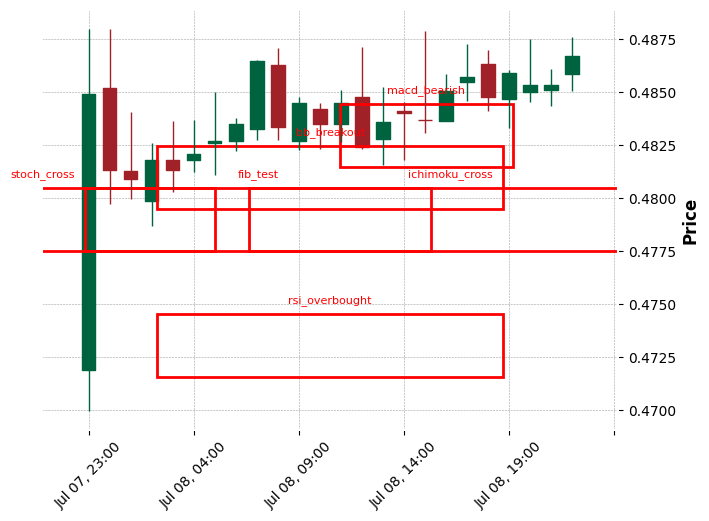 0.4875
0.4850
macd_bearish
bb_breakout
0.4825
stoch_cross
fib_test
ichimoku_cross
0.4800
Price
0.4775
rsi_overbought
0.4750
0.4725
0.4700
Jul 07, 23:00
Jul 08, 04:00
Jul 08, 09:00
Jul 08, 14:00
Jul 08, 19:00